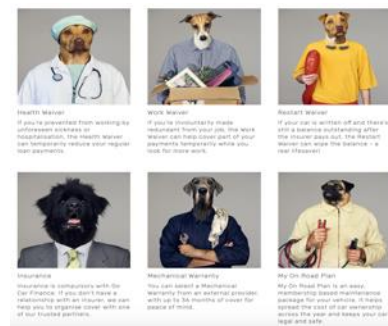 Health Waiver
If you're prevented from working by
unforeseen sickness or
hospitalisation, the Health Waiver
can temporarily reduce your regular
loan payments.
Work Waiver
If you're involuntarily made
redundant from your job, the Work
Waiver can help cover part of your
payments temporarily while you
look for more work.
Restart Waiver
If your car is written off and there's
still a balance outstanding after
the insurer pays out, the Restart
Waiver can wipe the balance - a
real lifesaver!
Insurance
Insurance is compulsory with Go
Car Finance. If you don't have a
relationship with an insurer, we can
help you to organise cover with one
of our trusted partners.
Mechanical Warranty
You can select a Mechanical
Warranty from an external provider,
with up to 36 months of cover for
peace of mind.
My On Road Plan
My On Road Plan is an easy,
membership based maintenance
package for your vehicle. It helps
spread the cost of car ownership
across the year and keeps your car
legal and safe.